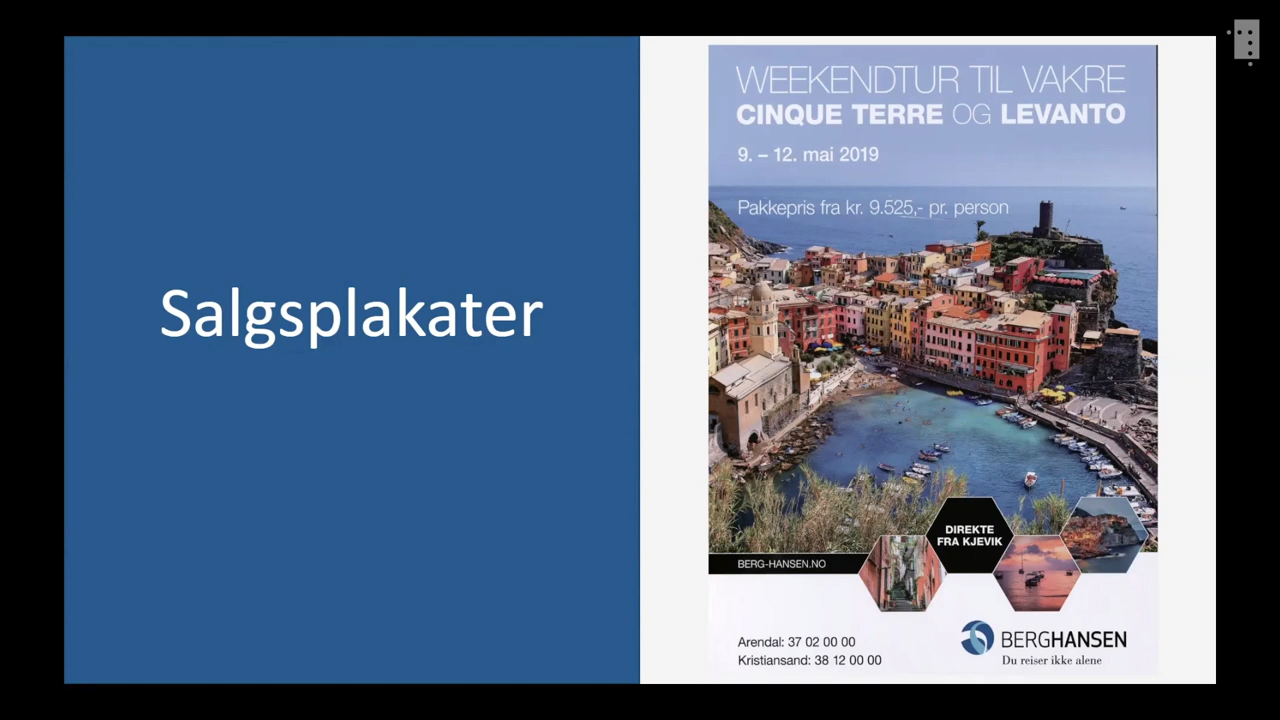 Salgsplakater
WEEKENDTUR TIL VAKRE
CINQUE TERRE OG LEVANTO
9. – 12. mai 2019
Pakkepris fra kr. 9.525,- pr. person
DIREKTE
FRA KJEVIK
BERG-HANSEN.NO
Arendal: 37 02 00 00
Kristiansand: 38 12 00 00
BERGHANSEN
Du reiser ikke alene